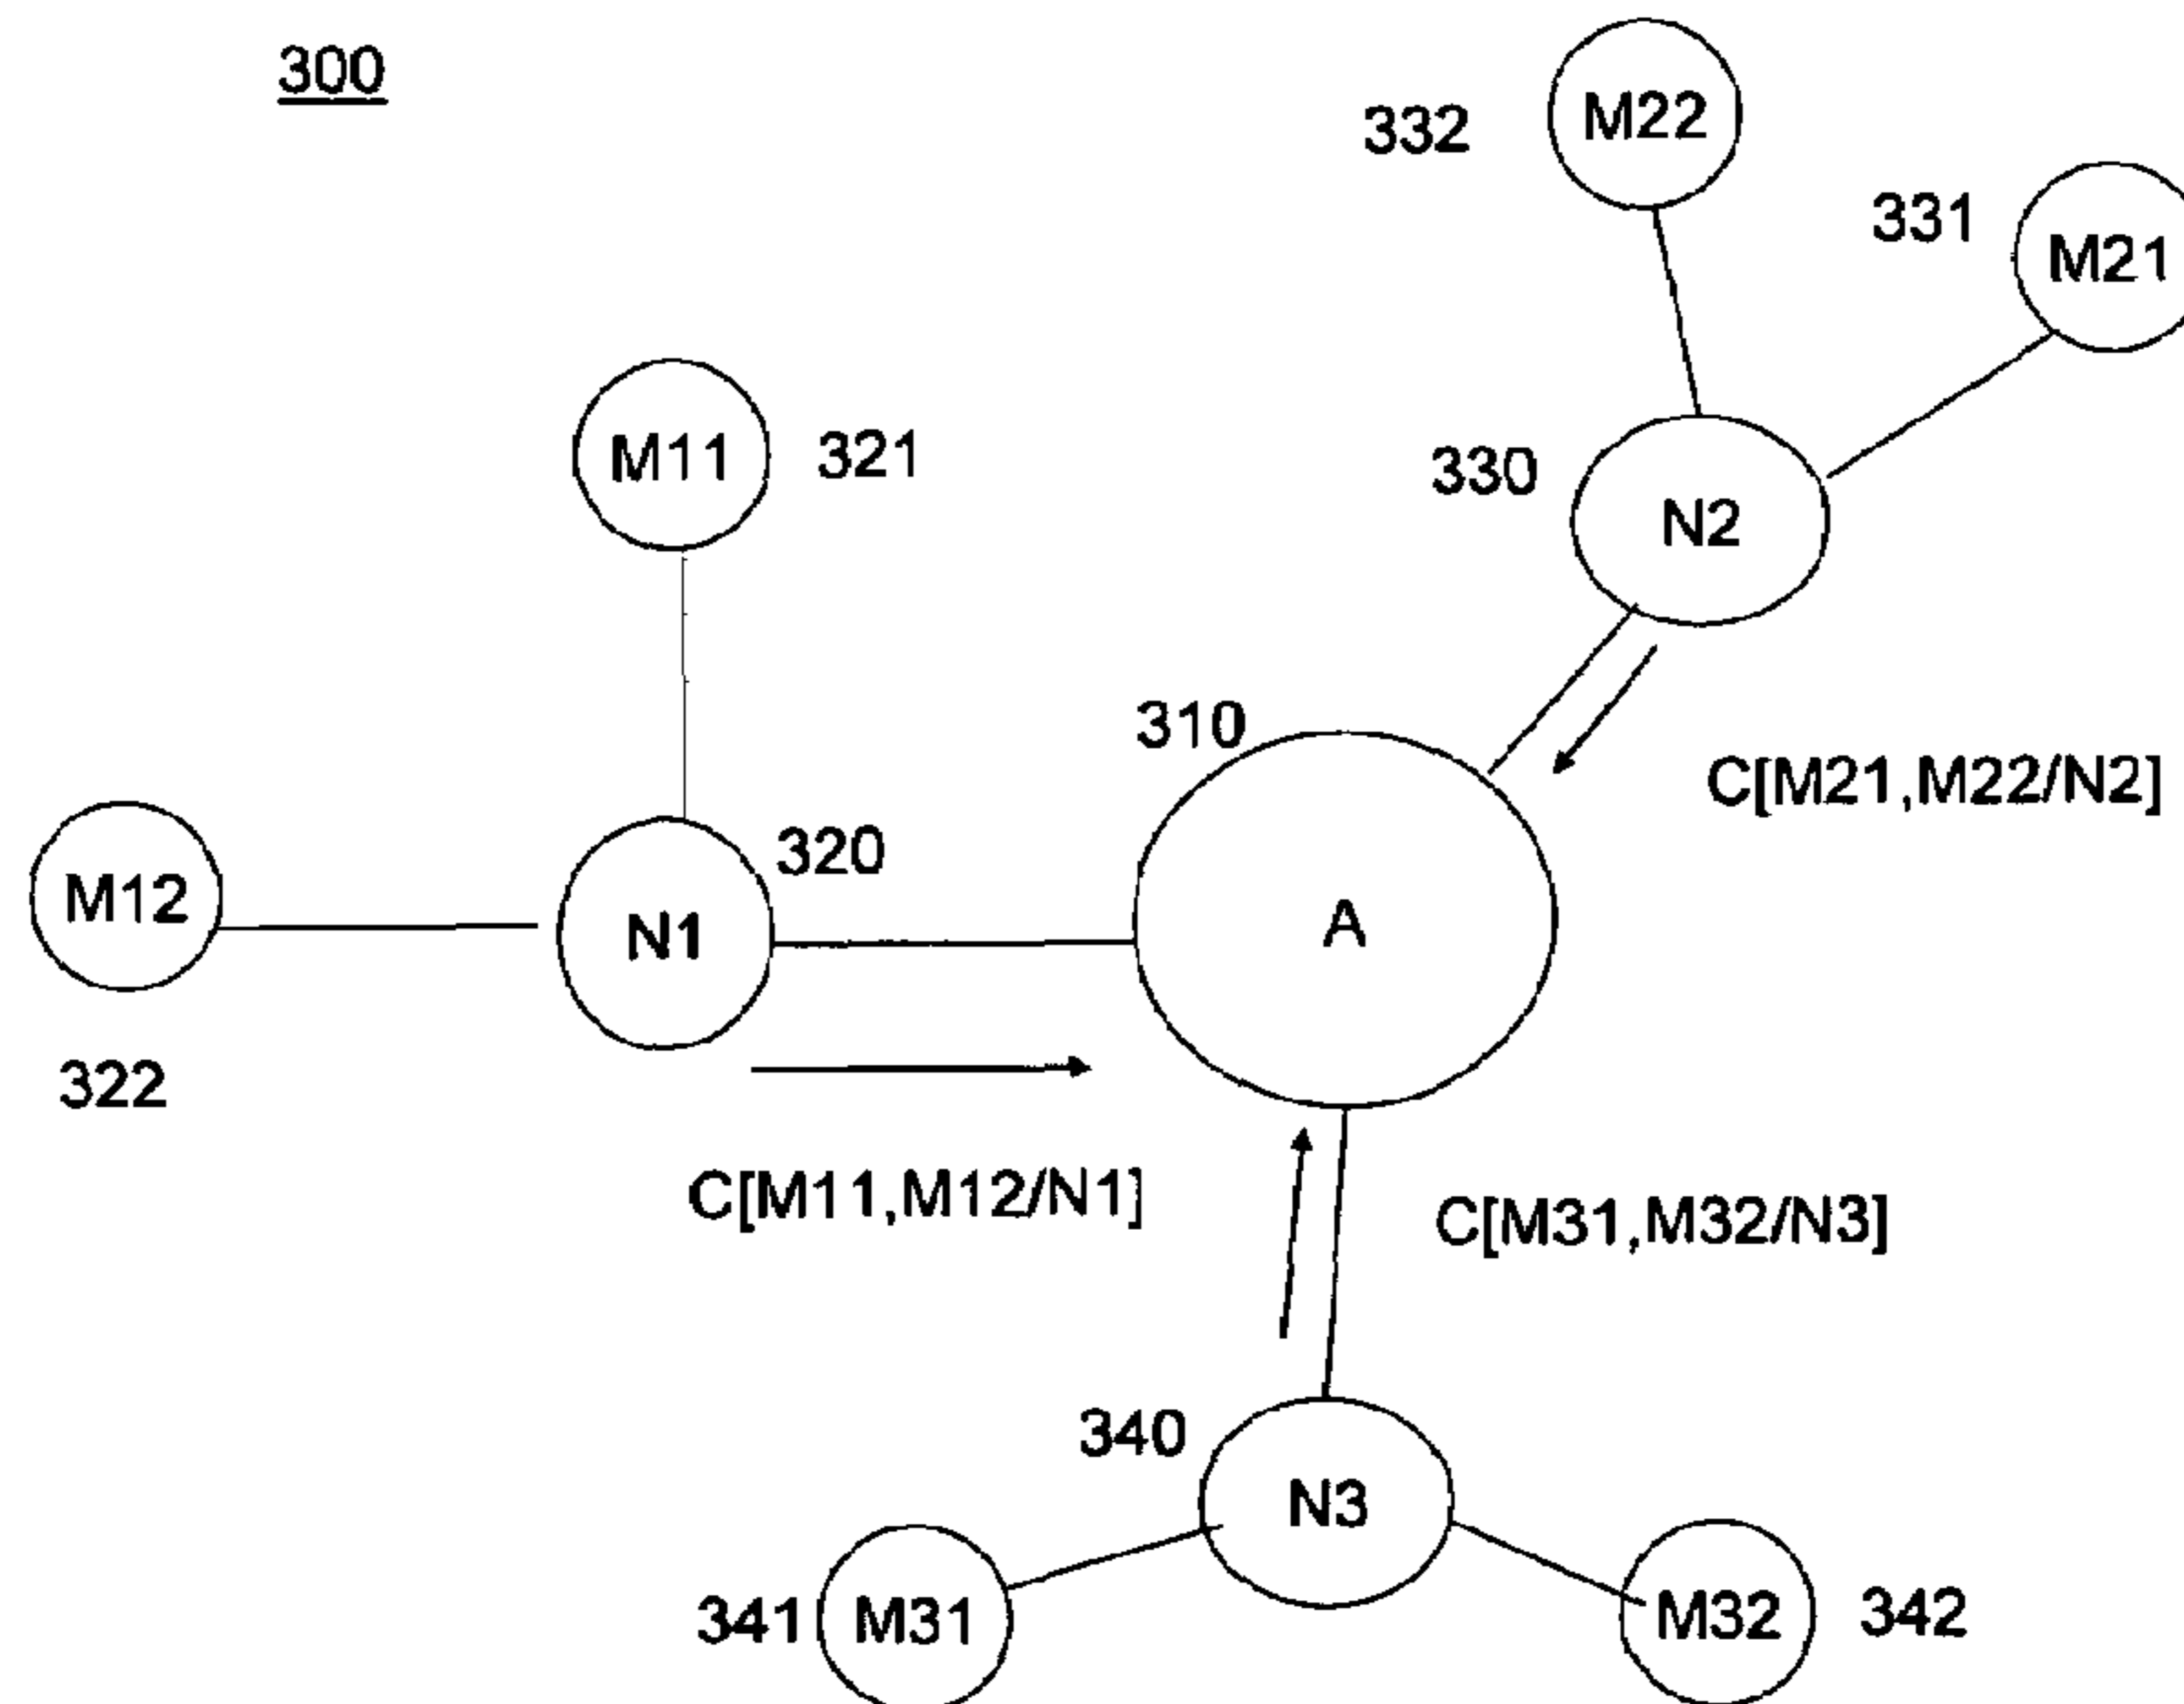 300
M22
332
331
M21
M11
321
330
N2
310
C[M21,M22/N2]
320
M12
N1
A
322
C[M11,M12/N1]
C[M31,M32/N3]
340
N3
341
M31
M32
342